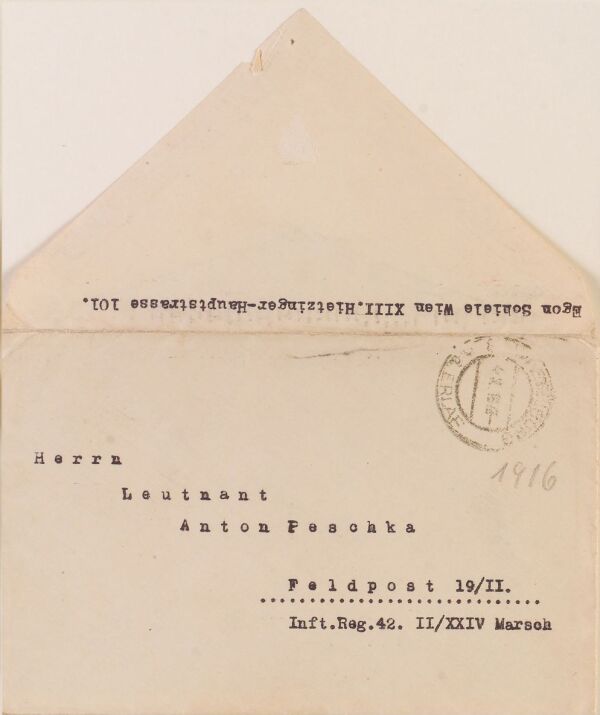 Egon Schiele Wien XIII.Hietzinger-Hauptstrasse 101.
1916
Herrn
Leutnant
Anton Peschka
Feldpost 19/II.
Inft.Reg.42. II/XXIV Marsch